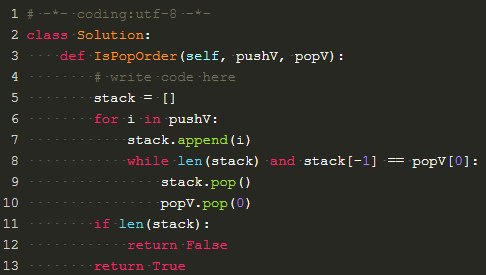 1 # -*- coding:utf-8 -*-
2 class Solution:
3     def IsPopOrder(self, pushV, popV):
4         # write code here
5         stack = []
6         for i in pushV:
7             stack.append(i)
8             while len(stack) and stack[-1] == popV[0]:
9                 stack.pop()
10                 popV.pop(0)
11         if len(stack):
12             return False
13         return True